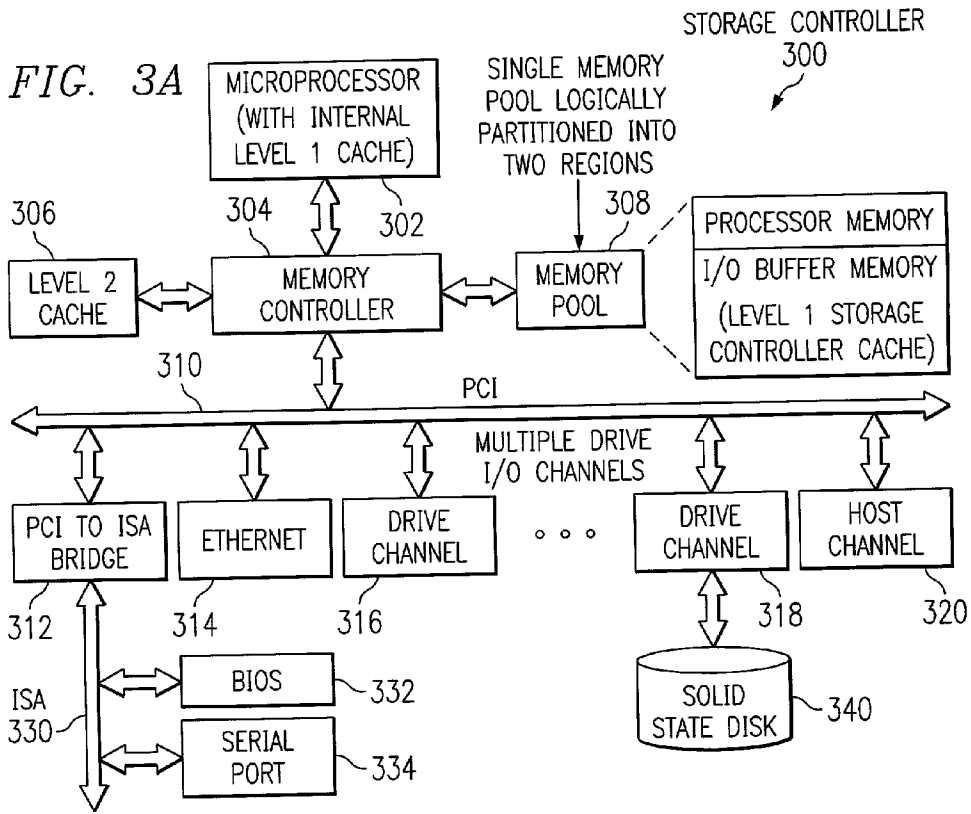 STORAGE CONTROLLER
300
FIG. 3A
MICROPROCESSOR
(WITH INTERNAL
LEVEL 1 CACHE)
302
SINGLE MEMORY
POOL LOGICALLY
PARTITIONED INTO
TWO REGIONS
306
304
308
LEVEL 2
CACHE
MEMORY
CONTROLLER
MEMORY
POOL
PROCESSOR MEMORY
I/O BUFFER MEMORY
(LEVEL 1 STORAGE
CONTROLLER CACHE)
310
PCI
MULTIPLE DRIVE
I/O CHANNELS
PCI TO ISA
BRIDGE
312
ETHERNET
314
DRIVE
CHANNEL
316
DRIVE
CHANNEL
318
HOST
CHANNEL
320
ISA
330
BIOS
332
SERIAL
PORT
334
SOLID
STATE DISK
340